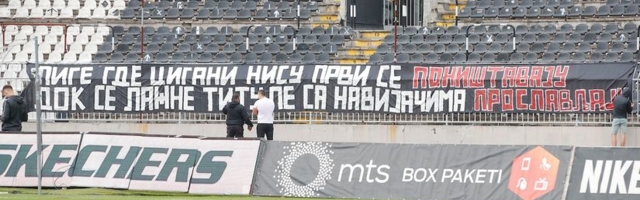 ЛИГЕ ГДЕ ЦИГАНИ НИСУ ПРВИ СЕ ПОНИШТАВАЈУ
ДОК СЕ ЛАЖНЕ ТИТУЛЕ СА НАВИЈАЧИМА ПРОСЛАВЉАЈУ
SKECHERS
mts BOX PAKETI
NIKE